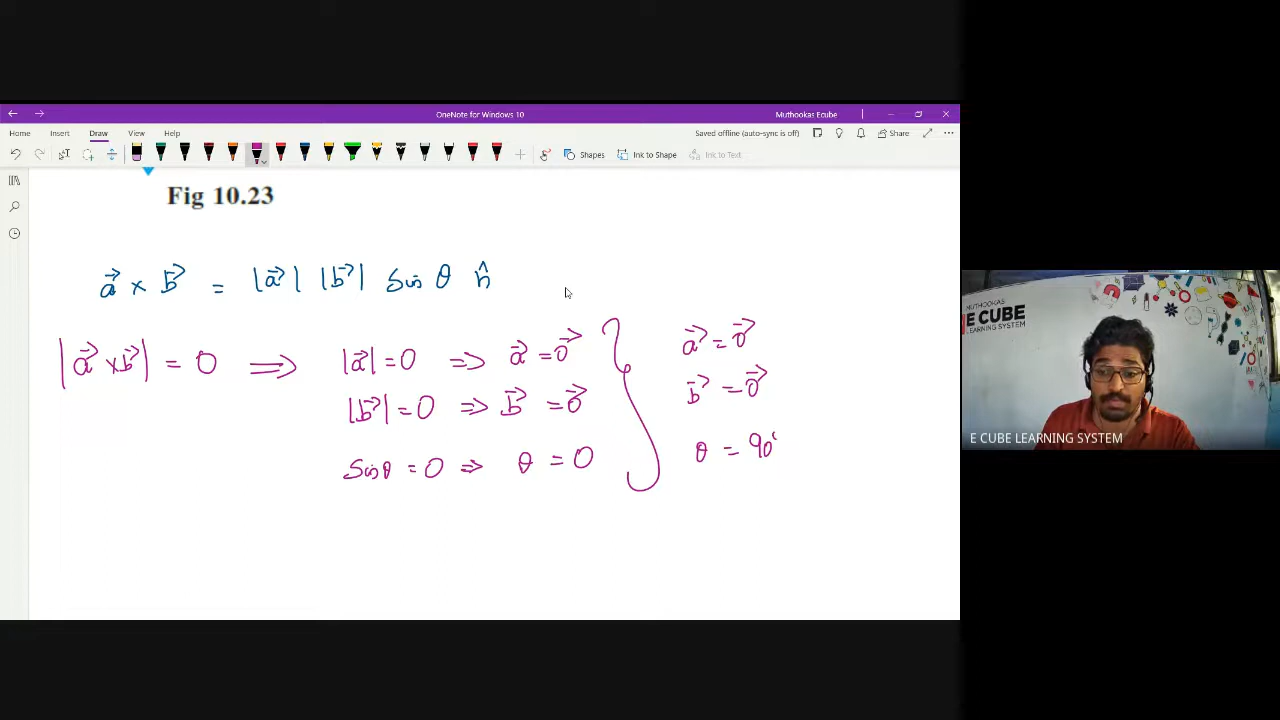 OneNote for Windows 10
Muthookas Ecube
Home Insert Draw View Help
Saved offline (auto-sync is off)
Share
Shapes
Ink to Shape
Ink to Text
Fig 10.23
a⃗ × b⃗ = |a⃗| |b⃗| Sin θ n̂
|a⃗ × b⃗| = 0 ⟹ |a⃗| = 0 ⟹ a⃗ = 0⃗
|b⃗| = 0 ⟹ b⃗ = 0⃗
Sinθ = 0 ⟹ θ = 0
a⃗ = 0⃗
b⃗ = 0⃗
θ = 90°
MUTHOOKAS
E CUBE
LEARNING SYSTEM
E CUBE LEARNING SYSTEM